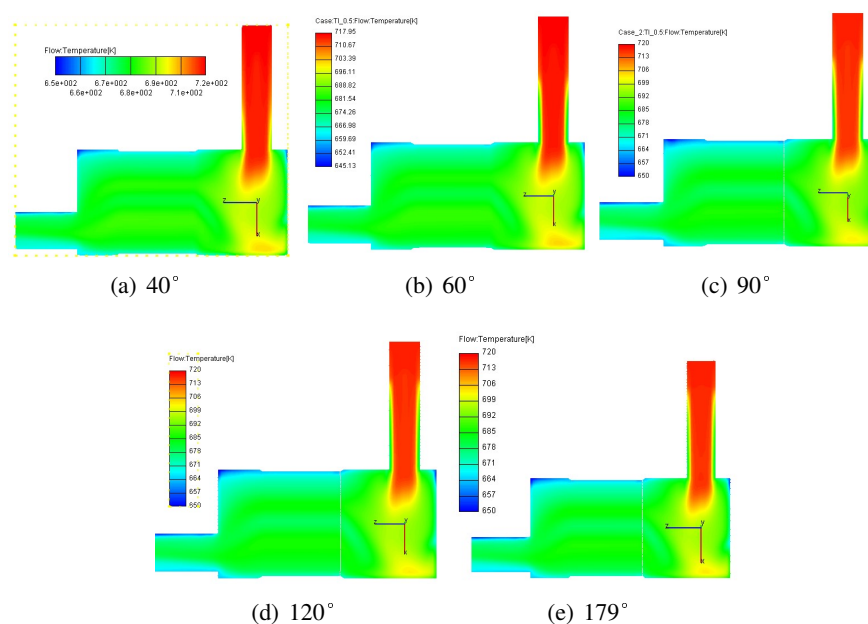 Flow:Temperature[K]
6.5e+002 6.7e+002 6.9e+002 7.2e+002
6.6e+002 6.8e+002 7.1e+002
z y x
(a) 40°
Case:TI_0.5:Flow:Temperature[K]
717.95
710.67
703.39
696.11
688.82
681.54
674.26
666.98
659.69
652.41
645.13
z y x
(b) 60°
Case_2:TI_0.5:Flow:Temperature[K]
720
713
706
699
692
685
678
671
664
657
650
z y x
(c) 90°
Flow:Temperature[K]
720
713
706
699
692
685
678
671
664
657
650
z y x
(d) 120°
Flow:Temperature[K]
720
713
706
699
692
685
678
671
664
657
650
z y x
(e) 179°